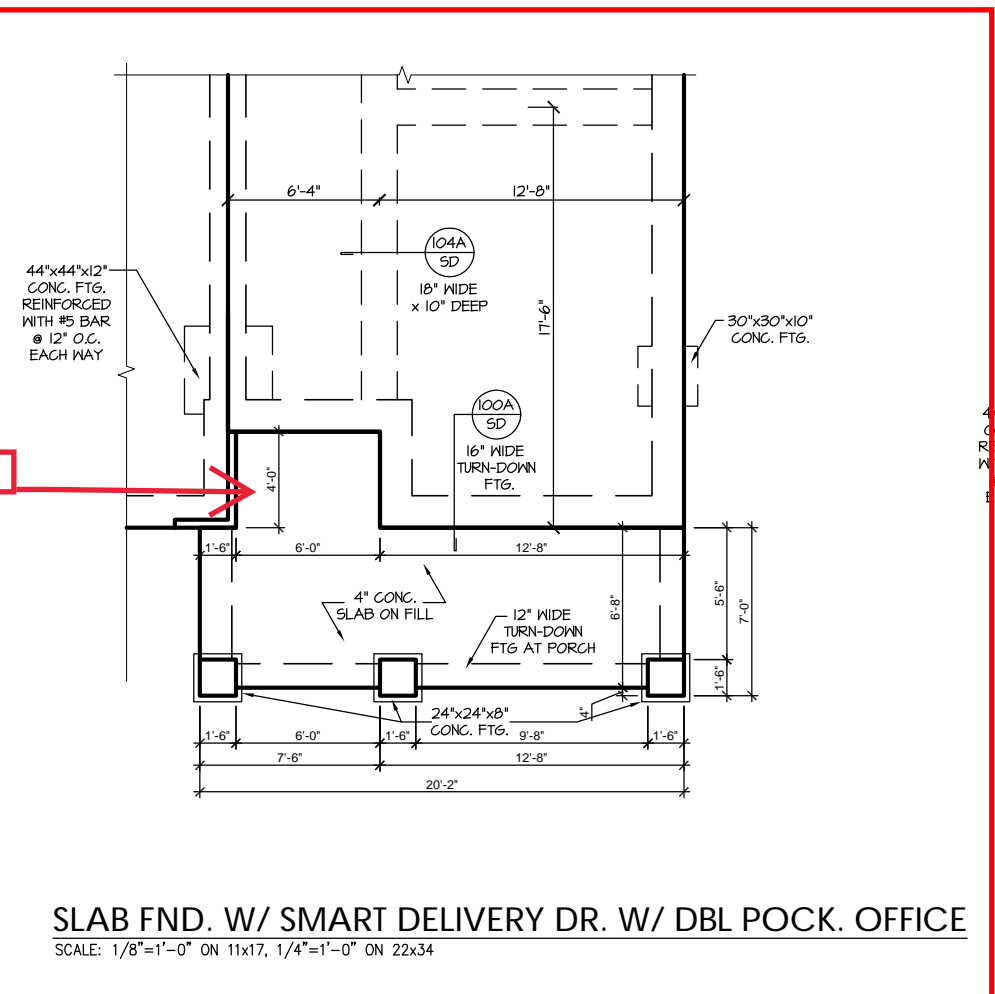 6'-4"
12'-8"
104A
SD
18" WIDE
x 10" DEEP
17'-6"
44"x44"x12"
CONC. FTG.
REINFORCED
WITH #5 BAR
@ 12" O.C.
EACH WAY
30"x30"x10"
CONC. FTG.
100A
SD
16" WIDE
TURN-DOWN
FTG.
4'-0"
1'-6"
6'-0"
12'-8"
4" CONC.
SLAB ON FILL
12" WIDE
TURN-DOWN
FTG AT PORCH
6'-8"
5'-6"
7'-0"
1'-6"
4"
24"x24"x8"
CONC. FTG.
1'-6"
6'-0"
1'-6"
9'-8"
1'-6"
7'-6"
12'-8"
20'-2"
SLAB FND. W/ SMART DELIVERY DR. W/ DBL POCK. OFFICE
SCALE: 1/8"=1'-0" ON 11x17, 1/4"=1'-0" ON 22x34